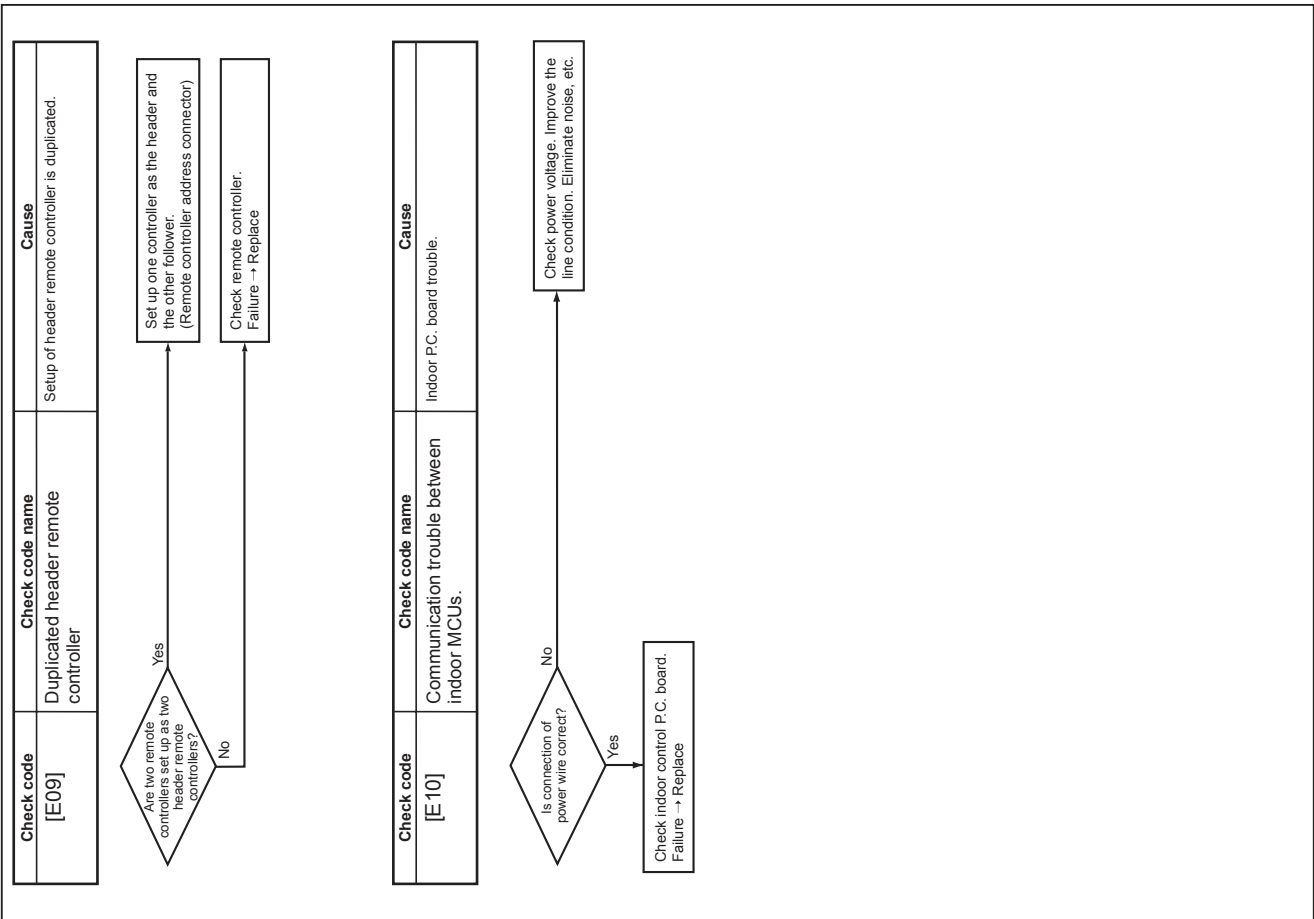 Check code
Check code name
Cause
[E09]
Duplicated header remote
controller
Setup of header remote controller is duplicated.
Are two remote
controllers set up as two
header remote
controllers?
Yes
No
Set up one controller as the header and
the other follower.
(Remote controller address connector)
Check remote controller.
Failure → Replace
Check code
Check code name
Cause
[E10]
Communication trouble between
indoor MCUs.
Indoor P.C. board trouble.
Is connection of
power wire correct?
No
Yes
Check power voltage. Improve the
line condition. Eliminate noise, etc.
Check indoor control P.C. board.
Failure → Replace